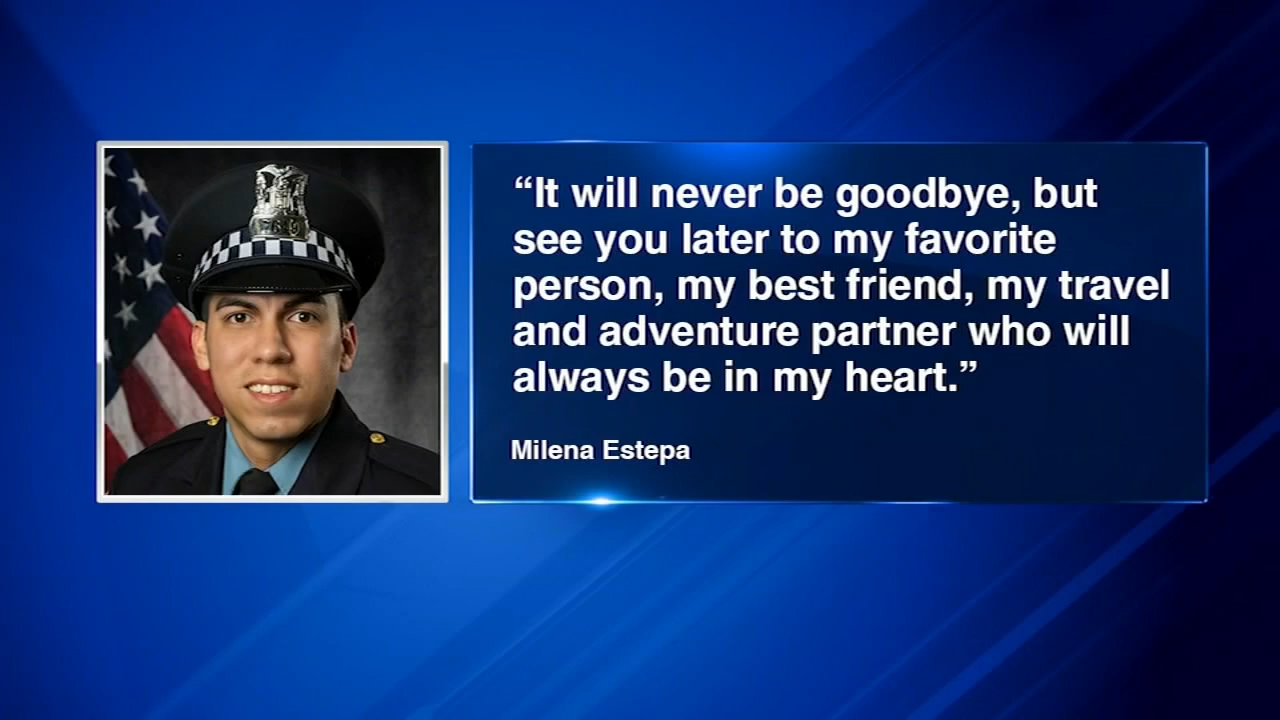 “It will never be goodbye, but
see you later to my favorite
person, my best friend, my travel
and adventure partner who will
always be in my heart.”
Milena Estepa